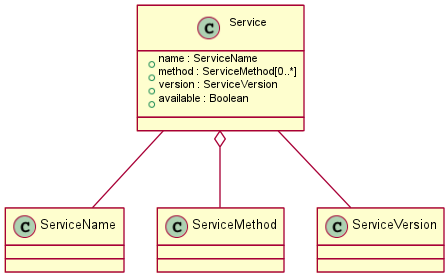 C Service
name : ServiceName
method : ServiceMethod[0..*]
version : ServiceVersion
available : Boolean
C ServiceName
C ServiceMethod
C ServiceVersion